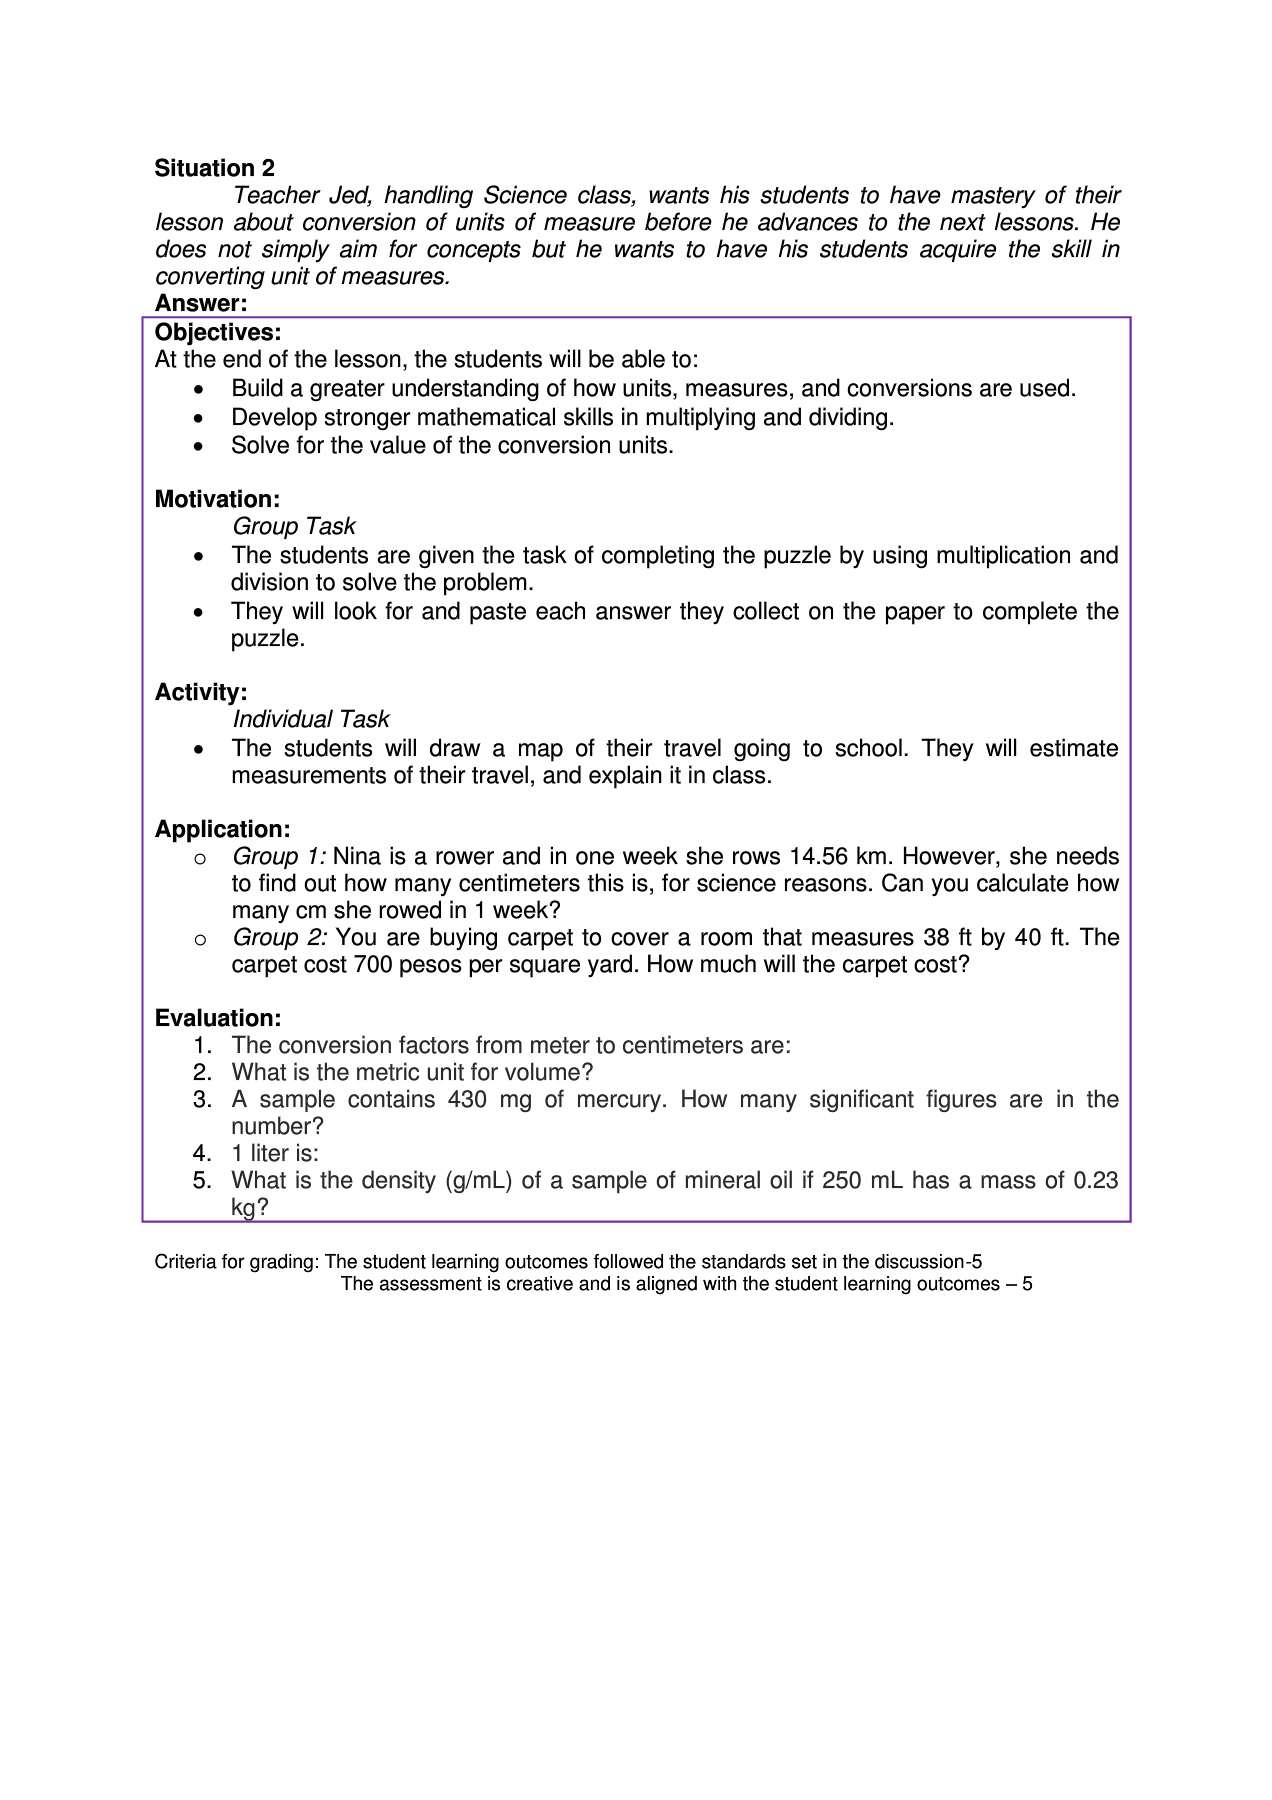 Situation 2
Teacher Jed, handling Science class, wants his students to have mastery of their
lesson about conversion of units of measure before he advances to the next lessons. He
does not simply aim for concepts but he wants to have his students acquire the skill in
converting unit of measures.
Answer:
Objectives:
At the end of the lesson, the students will be able to:
• Build a greater understanding of how units, measures, and conversions are used.
• Develop stronger mathematical skills in multiplying and dividing.
• Solve for the value of the conversion units.
Motivation:
Group Task
• The students are given the task of completing the puzzle by using multiplication and
division to solve the problem.
• They will look for and paste each answer they collect on the paper to complete the
puzzle.
Activity:
Individual Task
• The students will draw a map of their travel going to school. They will estimate
measurements of their travel, and explain it in class.
Application:
o Group 1: Nina is a rower and in one week she rows 14.56 km. However, she needs
to find out how many centimeters this is, for science reasons. Can you calculate how
many cm she rowed in 1 week?
o Group 2: You are buying carpet to cover a room that measures 38 ft by 40 ft. The
carpet cost 700 pesos per square yard. How much will the carpet cost?
Evaluation:
1. The conversion factors from meter to centimeters are:
2. What is the metric unit for volume?
3. A sample contains 430 mg of mercury. How many significant figures are in the
number?
4. 1 liter is:
5. What is the density (g/mL) of a sample of mineral oil if 250 mL has a mass of 0.23
kg?
Criteria for grading: The student learning outcomes followed the standards set in the discussion-5
The assessment is creative and is aligned with the student learning outcomes – 5